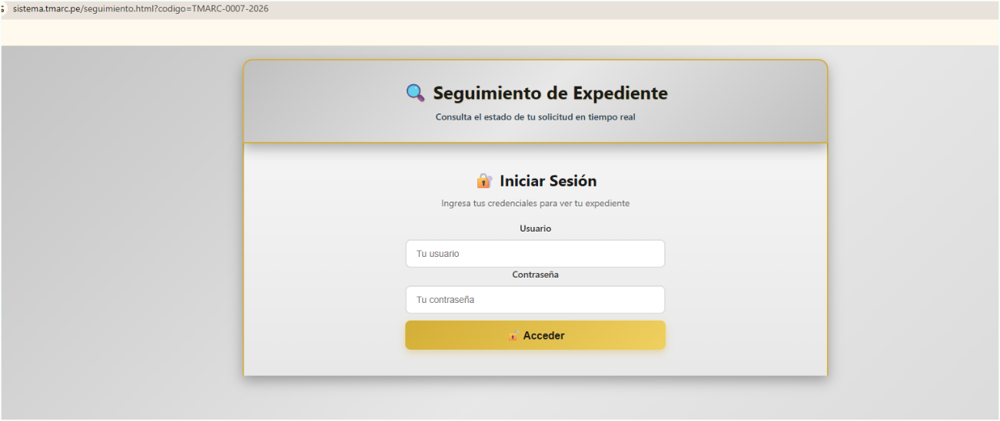 sistema.tmarc.pe/seguimiento.html?codigo=TMARC-0007-2026
Seguimiento de Expediente
Consulta el estado de tu solicitud en tiempo real
Iniciar Sesión
Ingresa tus credenciales para ver tu expediente
Usuario
Tu usuario
Contraseña
Tu contraseña
Acceder